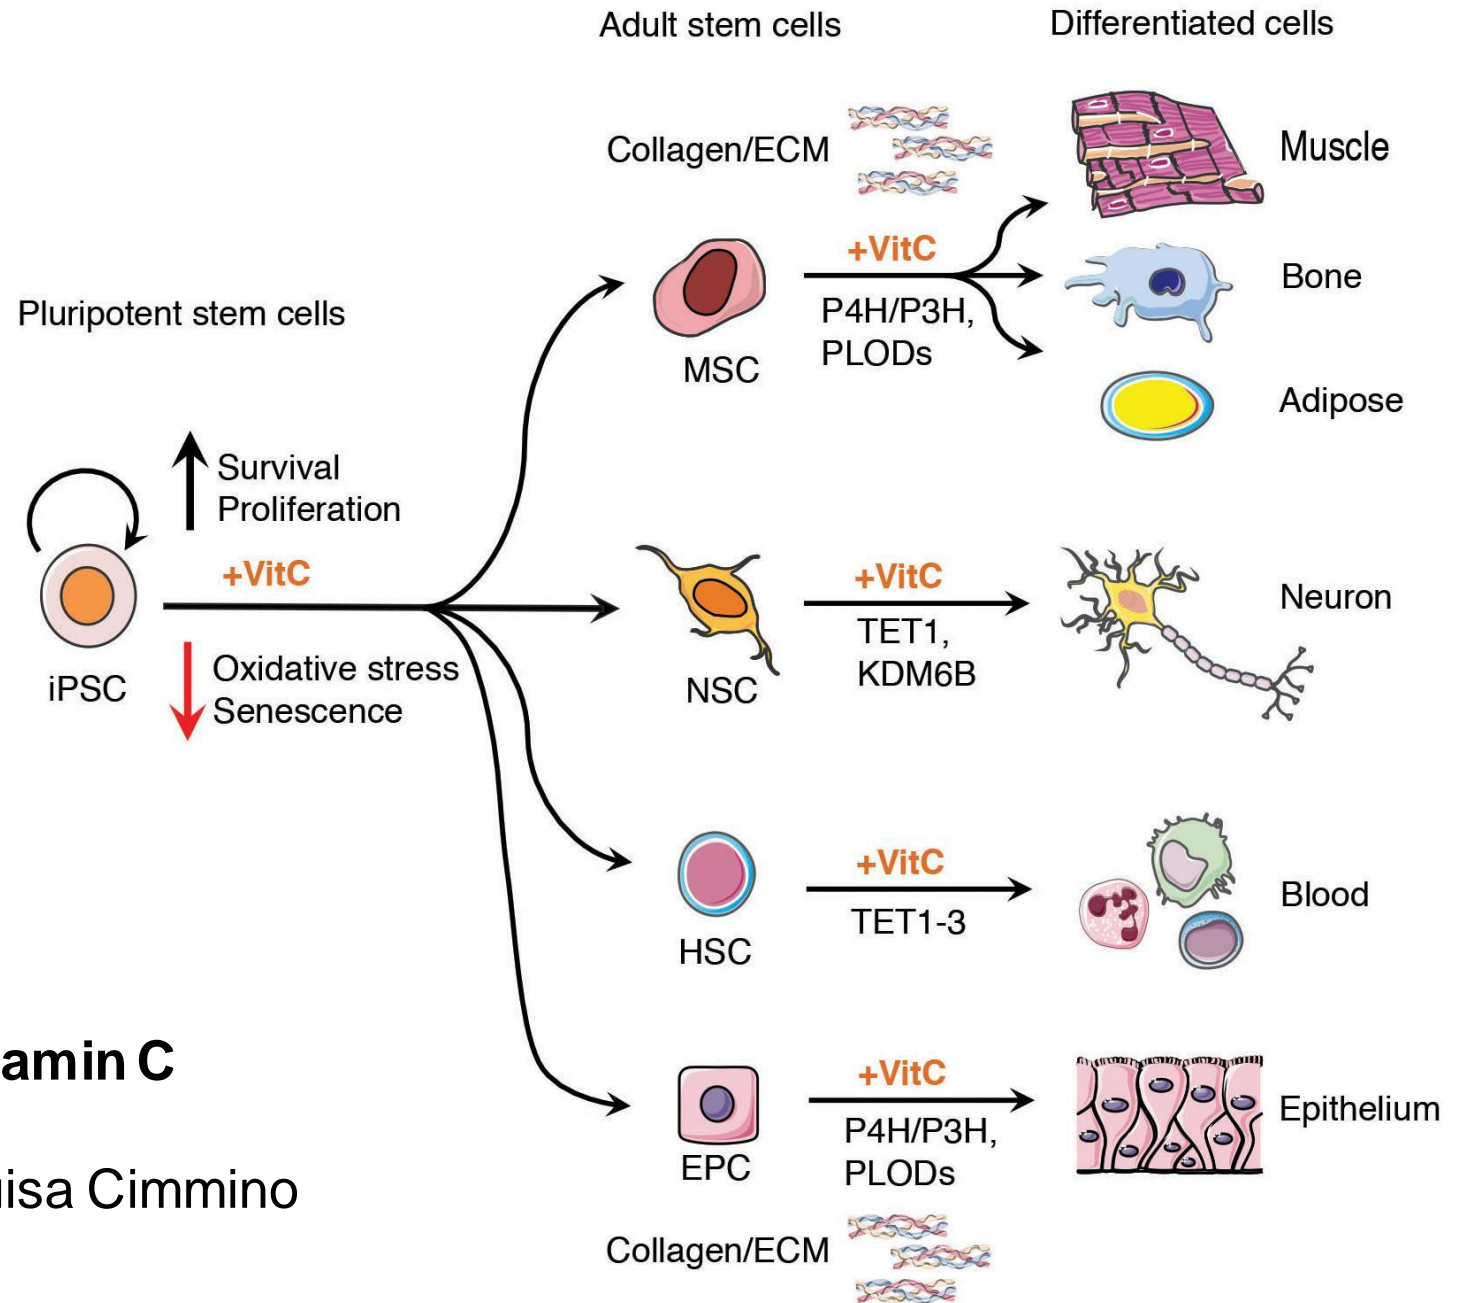 Adult stem cells
Differentiated cells
Collagen/ECM
Muscle
+VitC
Bone
P4H/P3H,
PLODs
MSC
Adipose
Pluripotent stem cells
Survival
Proliferation
+VitC
Oxidative stress
Senescence
iPSC
+VitC
TET1,
KDM6B
NSC
Neuron
+VitC
TET1-3
HSC
Blood
+VitC
P4H/P3H,
PLODs
EPC
Epithelium
Collagen/ECM
amin C
isa Cimmino